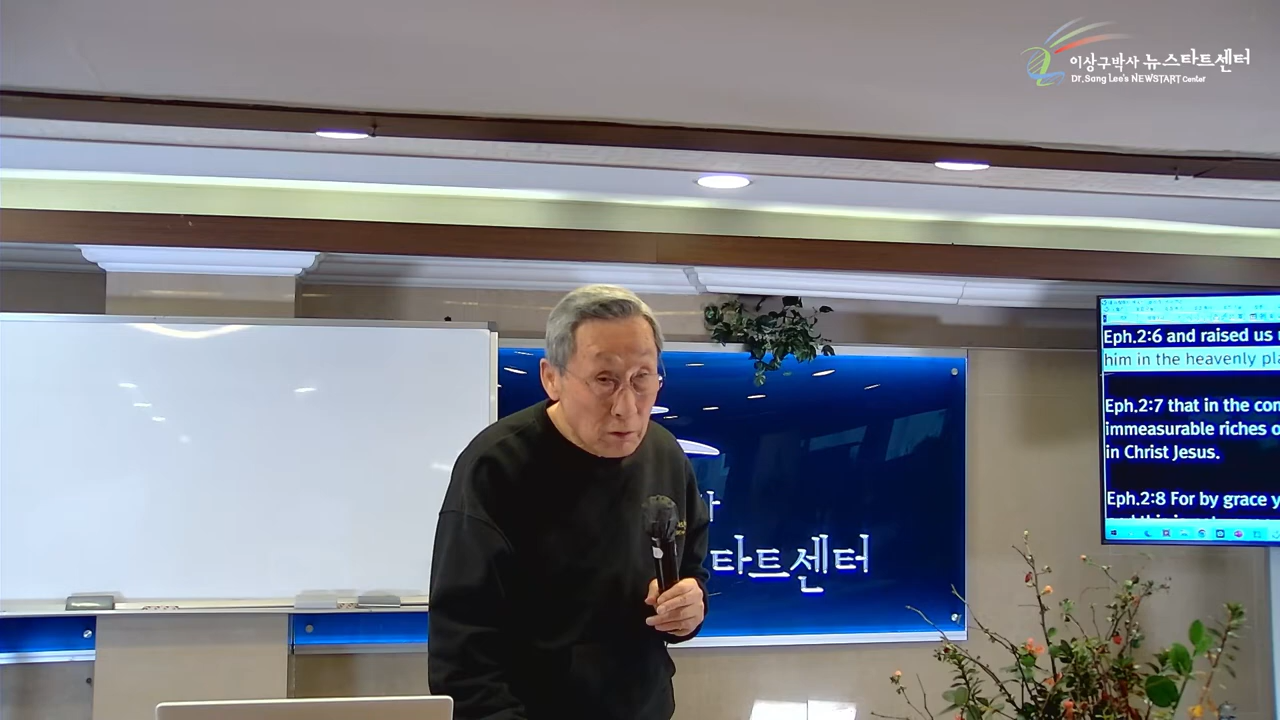 이상구박사 뉴스타트센터
Dr.Sang Lee's NEWSTART Center
Eph.2:6 and raised us
him in the heavenly
Eph.2:7 that in the
immeasurable riches
in Christ Jesus.
Eph.2:8 For by grace
타트센터